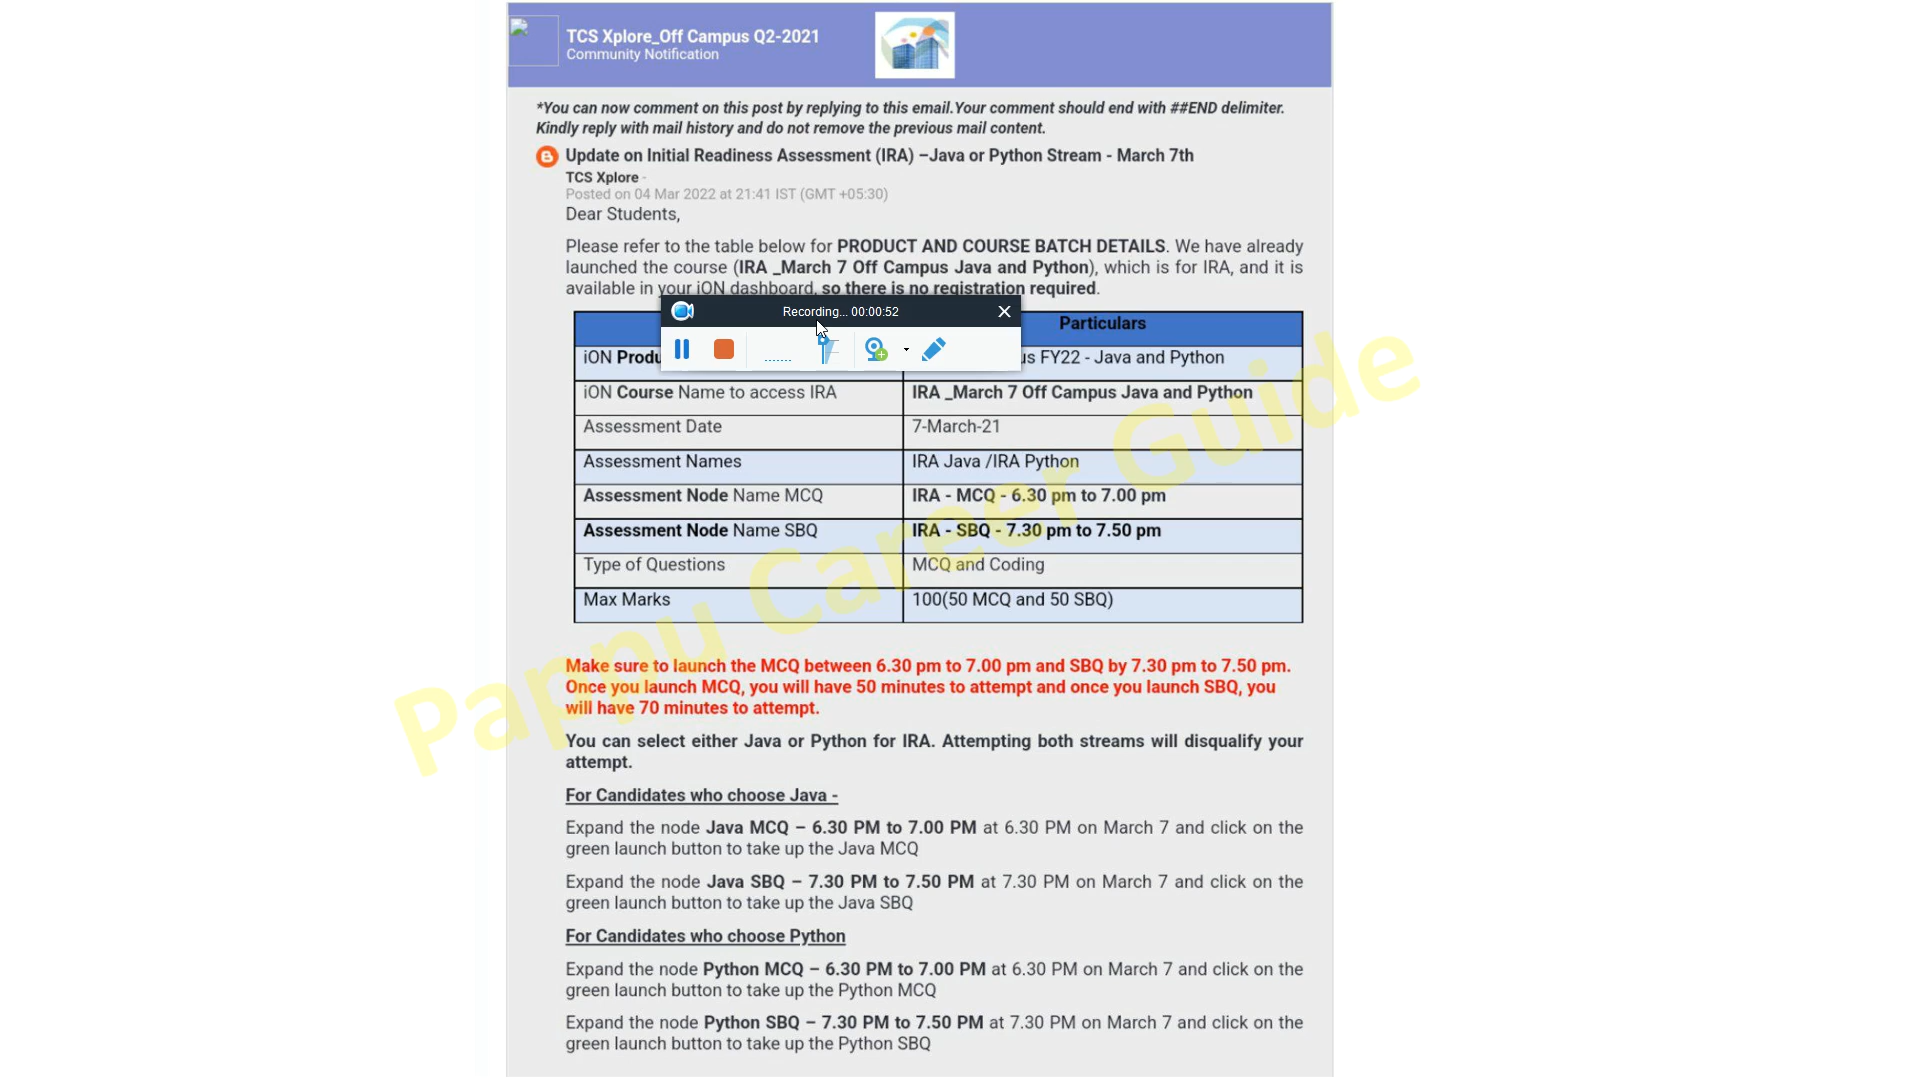 TCS Xplore_Off Campus Q2-2021
Community Notification
*You can now comment on this post by replying to this email.Your comment should end with ##END delimiter.
Kindly reply with mail history and do not remove the previous mail content.
Update on Initial Readiness Assessment (IRA) –Java or Python Stream - March 7th
TCS Xplore -
Posted on 04 Mar 2022 at 21:41 IST (GMT +05:30)
Dear Students,
Please refer to the table below for PRODUCT AND COURSE BATCH DETAILS. We have already
launched the course (IRA _March 7 Off Campus Java and Python), which is for IRA, and it is
available in your iON dashboard, so there is no registration required.
Recording... 00:00:52
Particulars
iON FY22 - Java and Python
iON Course Name to access IRA IRA _March 7 Off Campus Java and Python
Assessment Date 7-March-21
Assessment Names IRA Java /IRA Python
Assessment Node Name MCQ IRA - MCQ - 6.30 pm to 7.00 pm
Assessment Node Name SBQ IRA - SBQ - 7.30 pm to 7.50 pm
Type of Questions MCQ and Coding
Max Marks 100(50 MCQ and 50 SBQ)
Make sure to launch the MCQ between 6.30 pm to 7.00 pm and SBQ by 7.30 pm to 7.50 pm.
Once you launch MCQ, you will have 50 minutes to attempt and once you launch SBQ, you
will have 70 minutes to attempt.
You can select either Java or Python for IRA. Attempting both streams will disqualify your
attempt.
For Candidates who choose Java -
Expand the node Java MCQ – 6.30 PM to 7.00 PM at 6.30 PM on March 7 and click on the
green launch button to take up the Java MCQ
Expand the node Java SBQ – 7.30 PM to 7.50 PM at 7.30 PM on March 7 and click on the
green launch button to take up the Java SBQ
For Candidates who choose Python
Expand the node Python MCQ – 6.30 PM to 7.00 PM at 6.30 PM on March 7 and click on the
green launch button to take up the Python MCQ
Expand the node Python SBQ – 7.30 PM to 7.50 PM at 7.30 PM on March 7 and click on the
green launch button to take up the Python SBQ
Pappu Career Guide